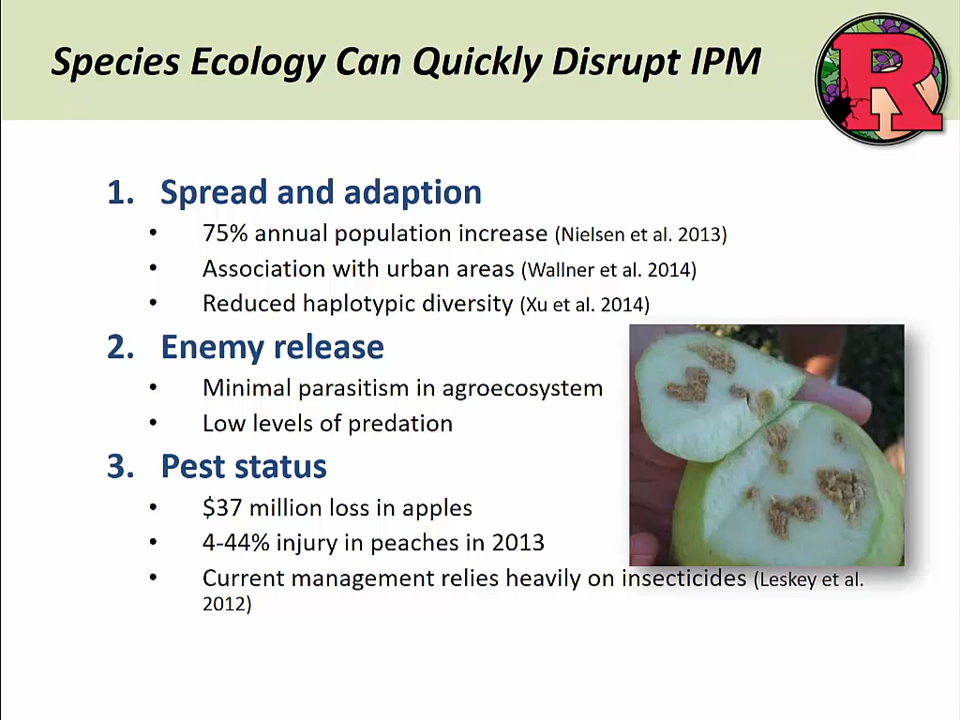 Species Ecology Can Quickly Disrupt IPM
R
1. Spread and adaption
• 75% annual population increase (Nielsen et al. 2013)
• Association with urban areas (Wallner et al. 2014)
• Reduced haplotypic diversity (Xu et al. 2014)
2. Enemy release
• Minimal parasitism in agroecosystem
• Low levels of predation
3. Pest status
• $37 million loss in apples
• 4-44% injury in peaches in 2013
• Current management relies heavily on insecticides (Leskey et al.
2012)